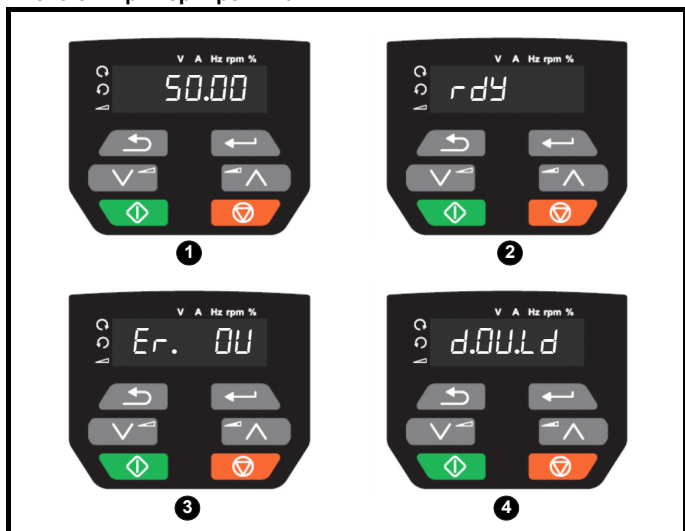 V A Hz rpm %
50.00
1
V A Hz rpm %
rdY
2
V A Hz rpm %
Er. OU
3
V A Hz rpm %
d.OU.Ld
4